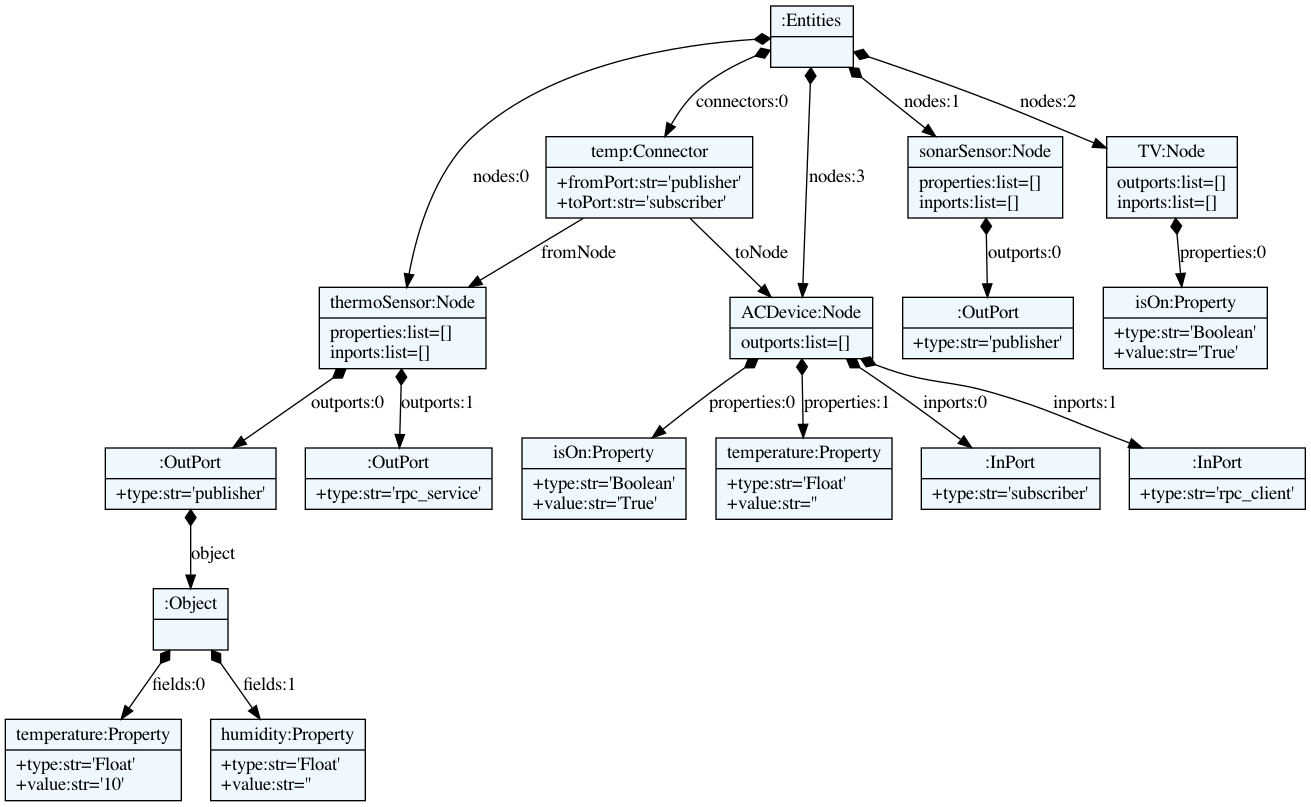 :Entities
connectors:0
nodes:1
nodes:2
nodes:0
nodes:3
temp:Connector
+fromPort:str='publisher'
+toPort:str='subscriber'
sonarSensor:Node
properties:list=[]
inports:list=[]
TV:Node
outports:list=[]
inports:list=[]
fromNode
toNode
outports:0
properties:0
thermoSensor:Node
properties:list=[]
inports:list=[]
ACDevice:Node
outports:list=[]
:OutPort
+type:str='publisher'
isOn:Property
+type:str='Boolean'
+value:str='True'
outports:0
outports:1
properties:0
properties:1
inports:0
inports:1
:OutPort
+type:str='publisher'
:OutPort
+type:str='rpc_service'
isOn:Property
+type:str='Boolean'
+value:str='True'
temperature:Property
+type:str='Float'
+value:str=''
:InPort
+type:str='subscriber'
:InPort
+type:str='rpc_client'
object
:Object
fields:0
fields:1
temperature:Property
+type:str='Float'
+value:str='10'
humidity:Property
+type:str='Float'
+value:str=''